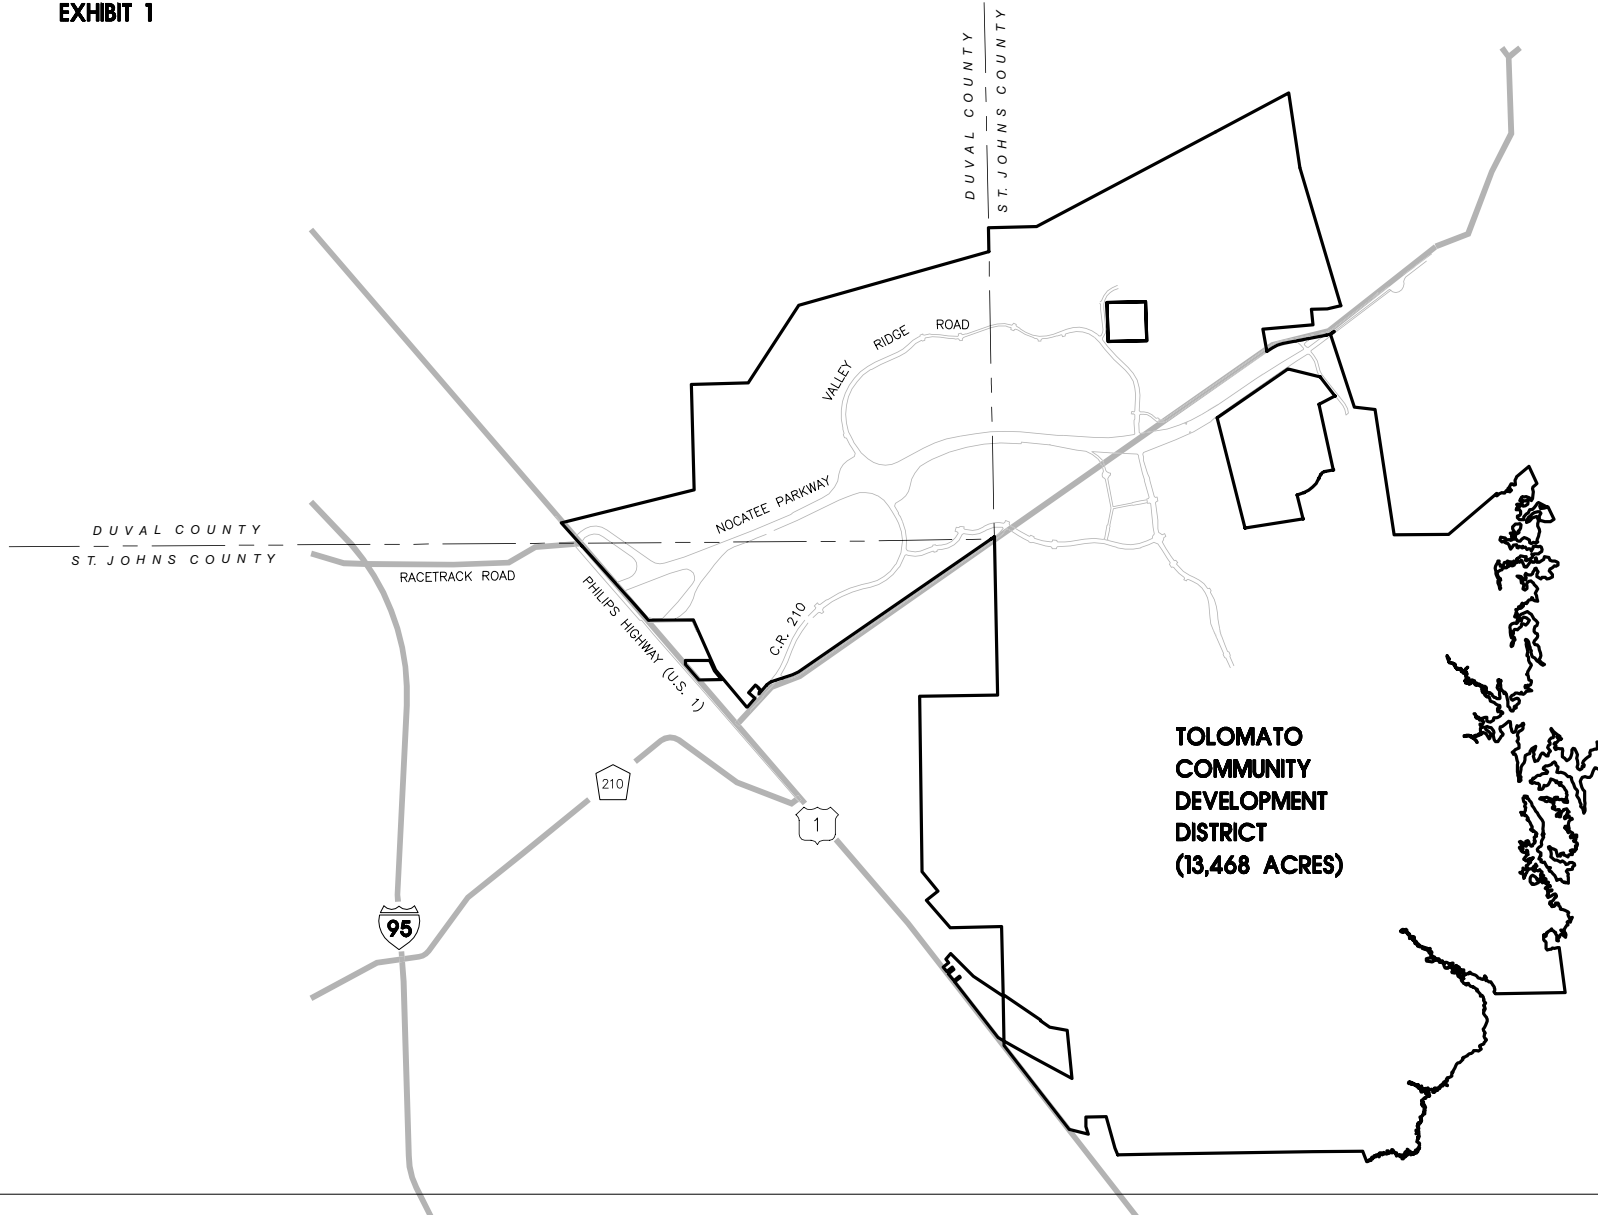 EXHIBIT 1
DUVAL COUNTY
ST. JOHNS COUNTY
VALLEY RIDGE ROAD
NOCATEE PARKWAY
DUVAL COUNTY
ST. JOHNS COUNTY
RACETRACK ROAD
PHILIPS HIGHWAY (U.S. 1)
C.R. 210
TOLOMATO
COMMUNITY
DEVELOPMENT
DISTRICT
(13,468 ACRES)
210
1
95